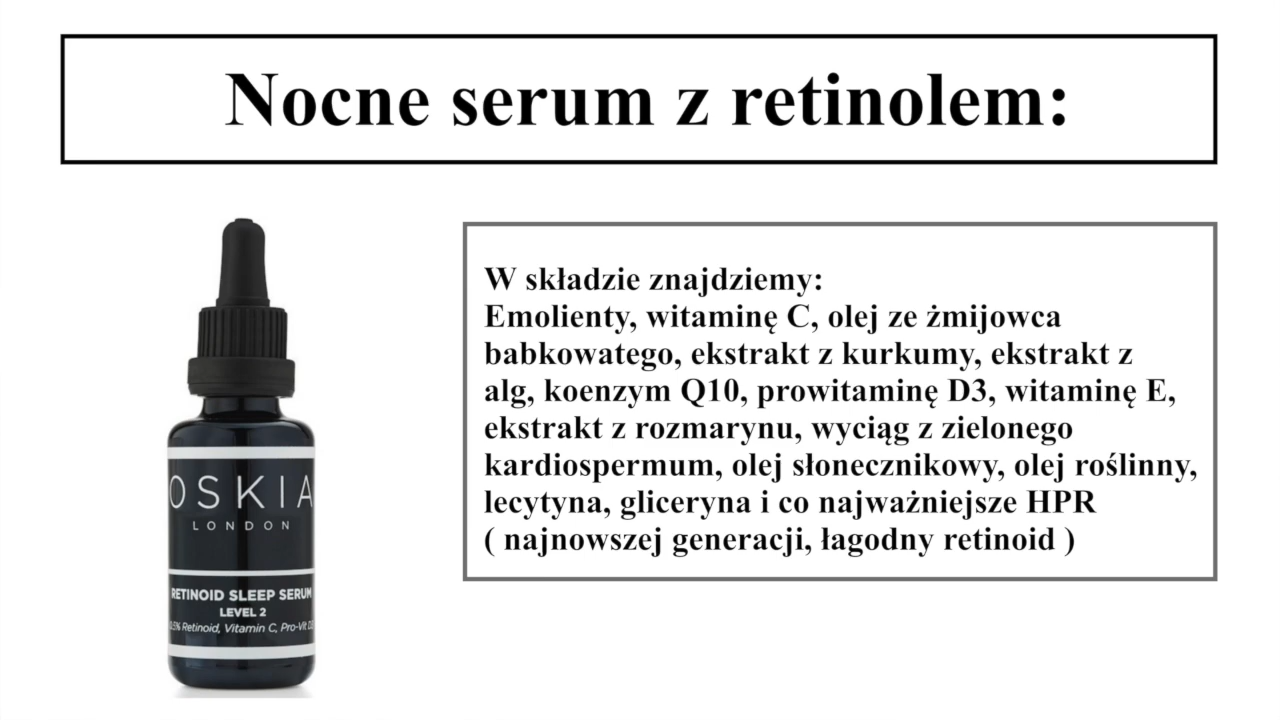 Nocne serum z retinolem:
W składzie znajdziemy:
Emolienty, witaminę C, olej ze żmijowca
babkowatego, ekstrakt z kurkumy, ekstrakt z
alg, koenzym Q10, prowitaminę D3, witaminę E,
ekstrakt z rozmarynu, wyciąg z zielonego
kardiospermum, olej słonecznikowy, olej roślinny,
lecytyna, gliceryna i co najważniejsze HPR
( najnowszej generacji, łagodny retinoid )
OSKIA
LONDON
RETINOID SLEEP SERUM
LEVEL 2
Retinoid, Vitamin C, Pro-Vit